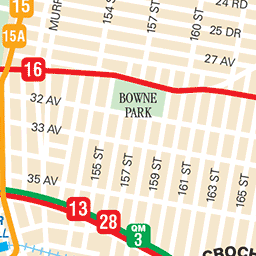 15
15A
MURR
154 ST
157 ST
160 ST
25 DR
27 AV
16
32 AV
BOWNE
PARK
33 AV
155 ST
157 ST
159 ST
161 ST
163 ST
165 ST
35 AV
13
28
QM
3
CROCH
R
LL